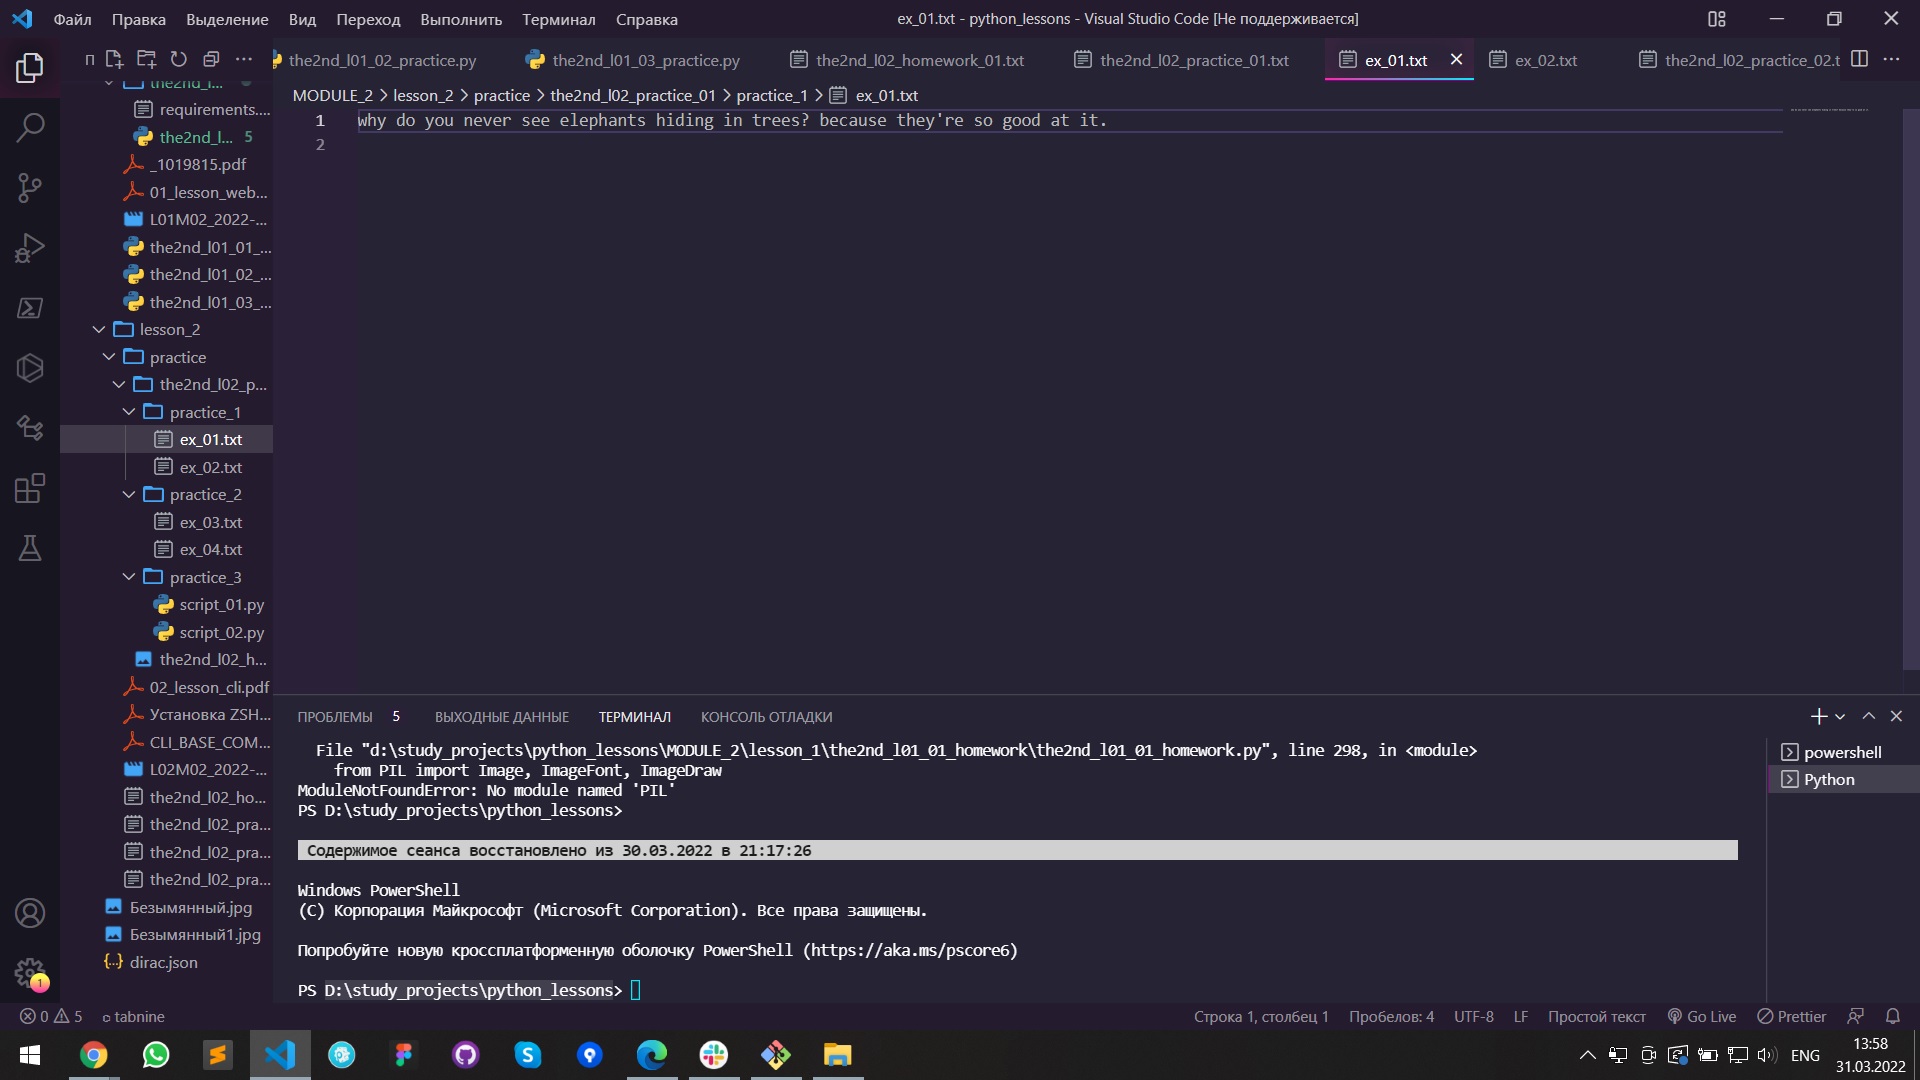 Файл Правка Выделение Вид Переход Выполнить Терминал Справка
ex_01.txt - python_lessons - Visual Studio Code [Не поддерживается]
П
the2nd_l01_02_practice.py the2nd_l01_03_practice.py the2nd_l02_homework_01.txt the2nd_l02_practice_01.txt ex_01.txt ex_02.txt the2nd_l02_practice_02.t
MODULE_2 > lesson_2 > practice > the2nd_l02_practice_01 > practice_1 > ex_01.txt
1 why do you never see elephants hiding in trees? because they're so good at it.
2
the2nd_l...
requirements....
the2nd_l... 5
_1019815.pdf
01_lesson_web...
L01M02_2022-...
the2nd_l01_01_...
the2nd_l01_02_...
the2nd_l01_03_...
lesson_2
practice
the2nd_l02_p...
practice_1
ex_01.txt
ex_02.txt
practice_2
ex_03.txt
ex_04.txt
practice_3
script_01.py
script_02.py
the2nd_l02_h...
02_lesson_cli.pdf
Установка ZSH...
CLI_BASE_COM...
L02M02_2022-...
the2nd_l02_ho...
the2nd_l02_pra...
the2nd_l02_pra...
the2nd_l02_pra...
Безымянный.jpg
Безымянный1.jpg
{..} dirac.json
1
ПРОБЛЕМЫ 5 ВЫХОДНЫЕ ДАННЫЕ ТЕРМИНАЛ КОНСОЛЬ ОТЛАДКИ
File "d:\study_projects\python_lessons\MODULE_2\lesson_1\the2nd_l01_01_homework\the2nd_l01_01_homework.py", line 298, in <module>
from PIL import Image, ImageFont, ImageDraw
ModuleNotFoundError: No module named 'PIL'
PS D:\study_projects\python_lessons>
Содержимое сеанса восстановлено из 30.03.2022 в 21:17:26
Windows PowerShell
(C) Корпорация Майкрософт (Microsoft Corporation). Все права защищены.
Попробуйте новую кроссплатформенную оболочку PowerShell (https://aka.ms/pscore6)
PS D:\study_projects\python_lessons>
powershell
Python
0 5 tabnine
Строка 1, столбец 1 Пробелов: 4 UTF-8 LF Простой текст Go Live Prettier
ENG
13:58
31.03.2022